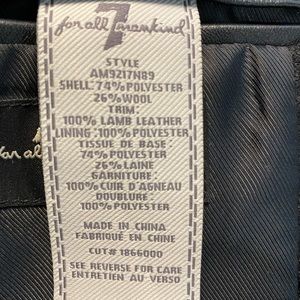 7
for all mankind
STYLE
AM9217N89
SHELL: 74% POLYESTER
26% WOOL
TRIM:
100% LAMB LEATHER
LINING: 100% POLYESTER
TISSUE DE BASE:
74% POLYESTER
26% LAINE
GARNITURE:
100% CUIR D'AGNEAU
DOUBLURE:
100% POLYESTER
MADE IN CHINA
FABRIQUÉ EN CHINE
CUT# 1866000
SEE REVERSE FOR CARE
ENTRETIEN AU VERSO
for all